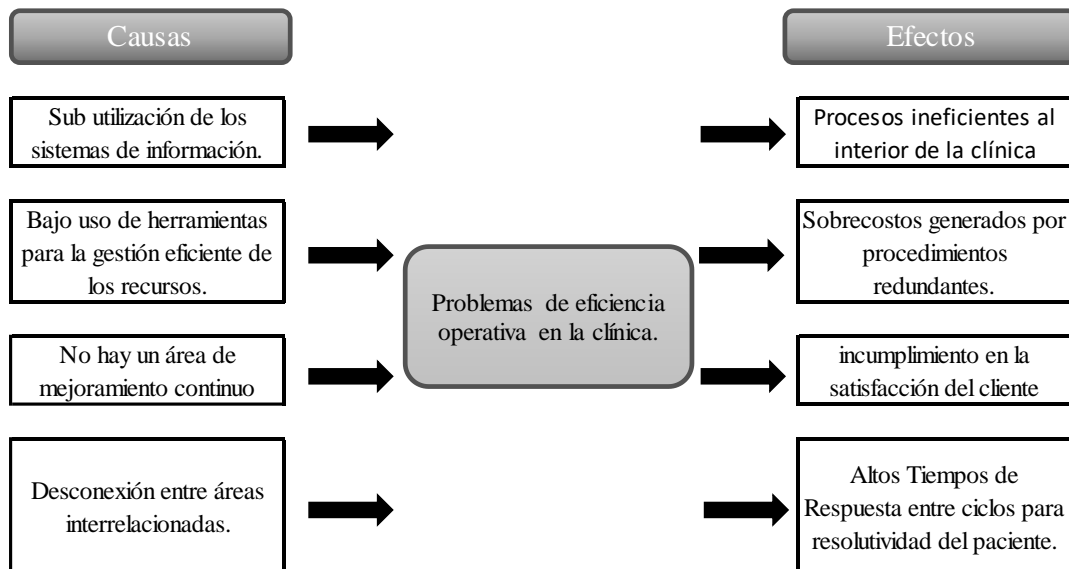 Causas
Efectos
Sub utilización de los
sistemas de información.
Procesos ineficientes al
interior de la clínica
Bajo uso de herramientas
para la gestión eficiente de
los recursos.
Sobrecostos generados por
procedimientos
redundantes.
Problemas de eficiencia
operativa en la clínica.
No hay un área de
mejoramiento continuo
incumplimiento en la
satisfacción del cliente
Desconexión entre áreas
interrelacionadas.
Altos Tiempos de
Respuesta entre ciclos para
resolutividad del paciente.